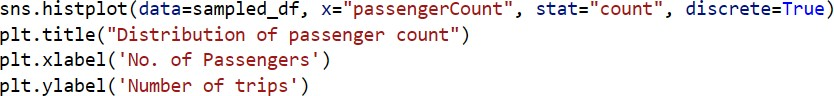 sns.histplot(data=sampled_df, x="passengerCount", stat="count", discrete=True)
plt.title("Distribution of passenger count")
plt.xlabel('No. of Passengers')
plt.ylabel('Number of trips')